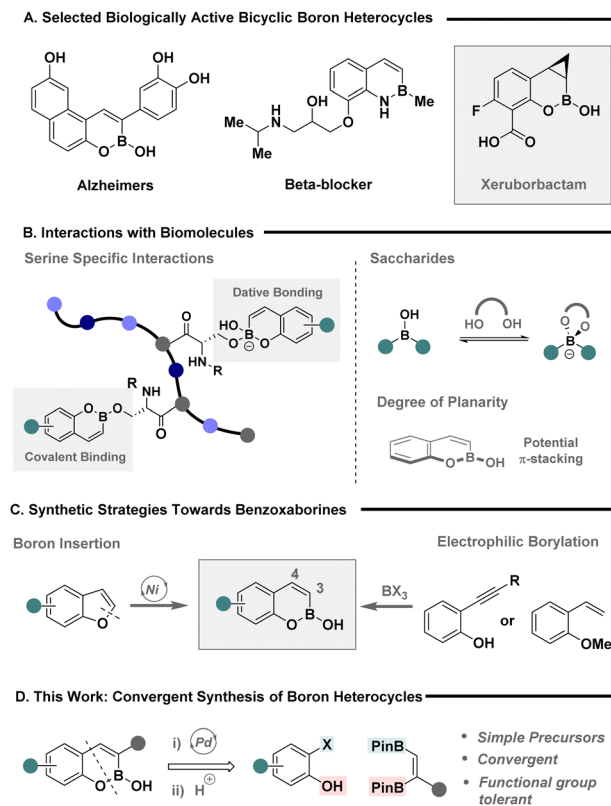 A. Selected Biologically Active Bicyclic Boron Heterocycles
OH
OH
OH
O
B
OH
Alzheimers
Me
Me
H
N
OH
O
NH
B
Me
Beta-blocker
F
HO
O
O
B
OH
Xeruborbactam
B. Interactions with Biomolecules
Serine Specific Interactions
Dative Bonding
HO
B
⊖
O
O
O
HN
R
R
NH
O
B
O
O
Covalent Binding
Saccharides
OH
B
HO OH
O
O
B
⊖
Degree of Planarity
O
B
OH
Potential
π-stacking
C. Synthetic Strategies Towards Benzoxaborines
Boron Insertion
O
Ni
4
3
O
B
OH
Electrophilic Borylation
BX3
R
OH
or
OMe
D. This Work: Convergent Synthesis of Boron Heterocycles
O
B
OH
i) Pd
ii) H+
X
OH
PinB
PinB
• Simple Precursors
• Convergent
• Functional group
tolerant